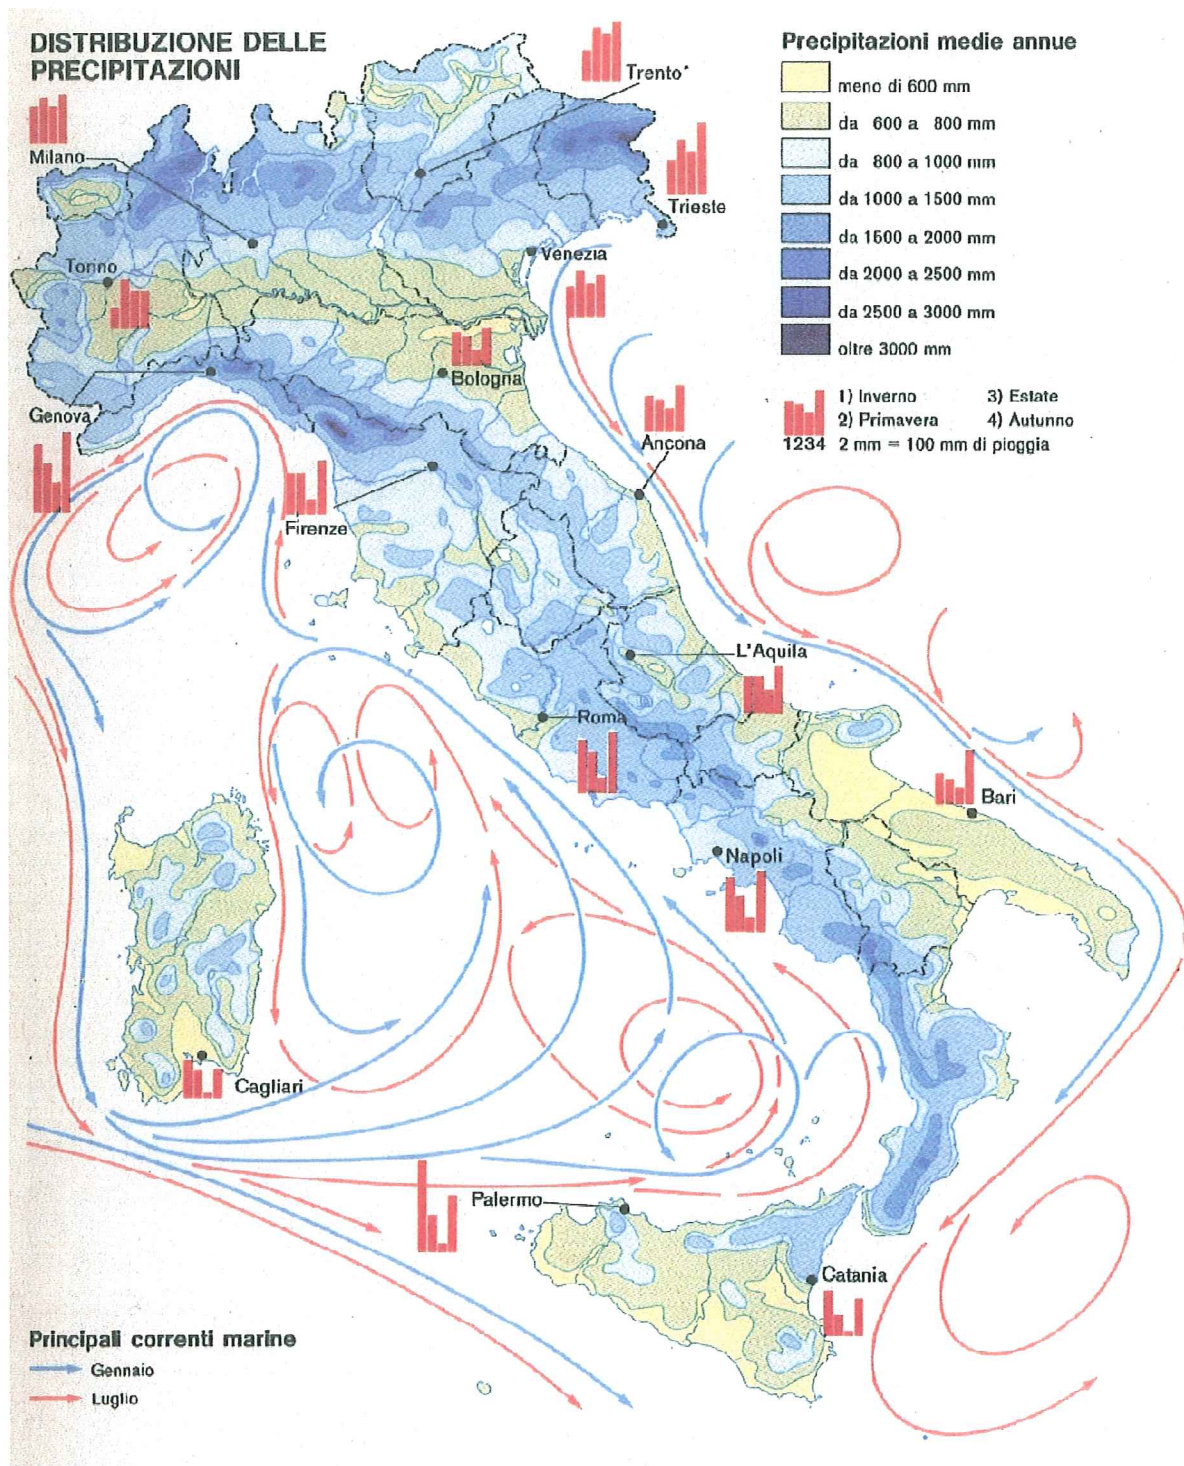 DISTRIBUZIONE DELLE
PRECIPITAZIONI
Precipitazioni medie annue
meno di 600 mm
da 600 a 800 mm
da 800 a 1000 mm
da 1000 a 1500 mm
da 1500 a 2000 mm
da 2000 a 2500 mm
da 2500 a 3000 mm
oltre 3000 mm
1) Inverno 3) Estate
2) Primavera 4) Autunno
1234 2 mm = 100 mm di pioggia
Trento
Milano
Trieste
Venezia
Torino
Bologna
Genova
Ancona
Firenze
L'Aquila
Roma
Bari
Napoli
Cagliari
Palermo
Catania
Principali correnti marine
Gennaio
Luglio